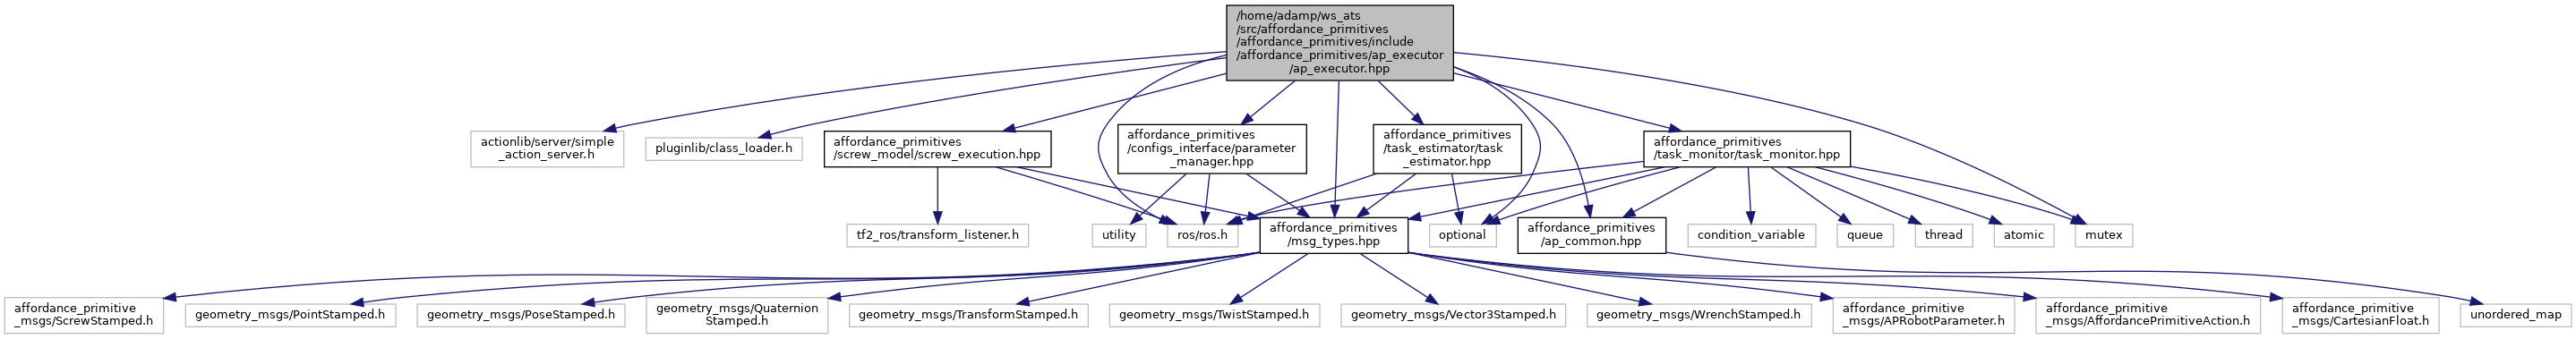 /home/adamp/ws_ats
/src/affordance_primitives
/affordance_primitives/include
/affordance_primitives/ap_executor
/ap_executor.hpp
actionlib/server/simple
_action_server.h
pluginlib/class_loader.h
affordance_primitives
/screw_model/screw_execution.hpp
affordance_primitives
/configs_interface/parameter
_manager.hpp
affordance_primitives
/task_estimator/task
_estimator.hpp
affordance_primitives
/task_monitor/task_monitor.hpp
tf2_ros/transform_listener.h
utility
ros/ros.h
affordance_primitives
/msg_types.hpp
optional
affordance_primitives
/ap_common.hpp
condition_variable
queue
thread
atomic
mutex
affordance_primitive
_msgs/ScrewStamped.h
geometry_msgs/PointStamped.h
geometry_msgs/PoseStamped.h
geometry_msgs/Quaternion
Stamped.h
geometry_msgs/TransformStamped.h
geometry_msgs/TwistStamped.h
geometry_msgs/Vector3Stamped.h
geometry_msgs/WrenchStamped.h
affordance_primitive
_msgs/APRobotParameter.h
affordance_primitive
_msgs/AffordancePrimitiveAction.h
affordance_primitive
_msgs/CartesianFloat.h
unordered_map